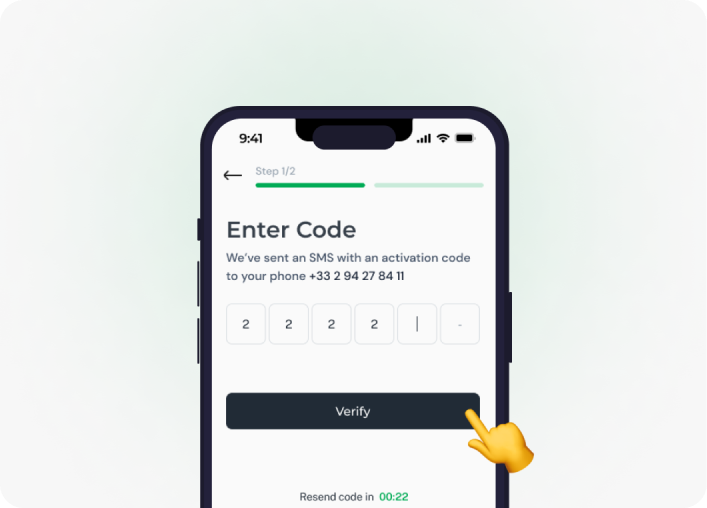 9:41
Step 1/2
Enter Code
We’ve sent an SMS with an activation code
to your phone +33 2 94 27 84 11
2 2 2 2 | -
Verify
Resend code in 00:22